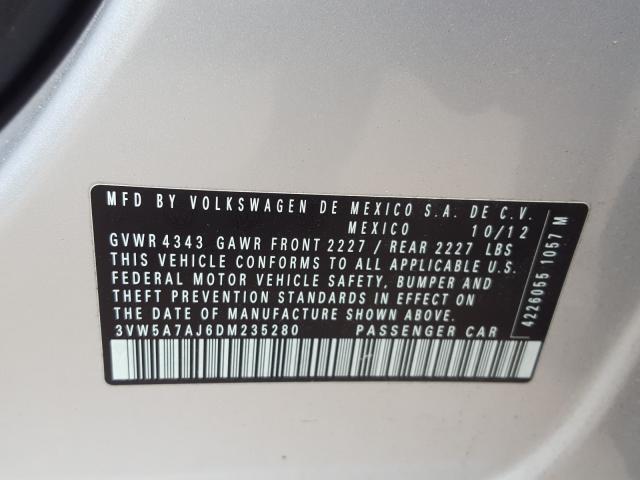 MFD BY VOLKSWAGEN DE MEXICO S.A. DE C.V.
MEXICO 10/12
GVWR 4343 GAWR FRONT 2227 / REAR 2227 LBS
THIS VEHICLE CONFORMS TO ALL APPLICABLE U.S.
FEDERAL MOTOR VEHICLE SAFETY, BUMPER AND
THEFT PREVENTION STANDARDS IN EFFECT ON
THE DATE OF MANUFACTURE SHOWN ABOVE.
3VW5A7AJ6DM235280 PASSENGER CAR
4226055 1057 M